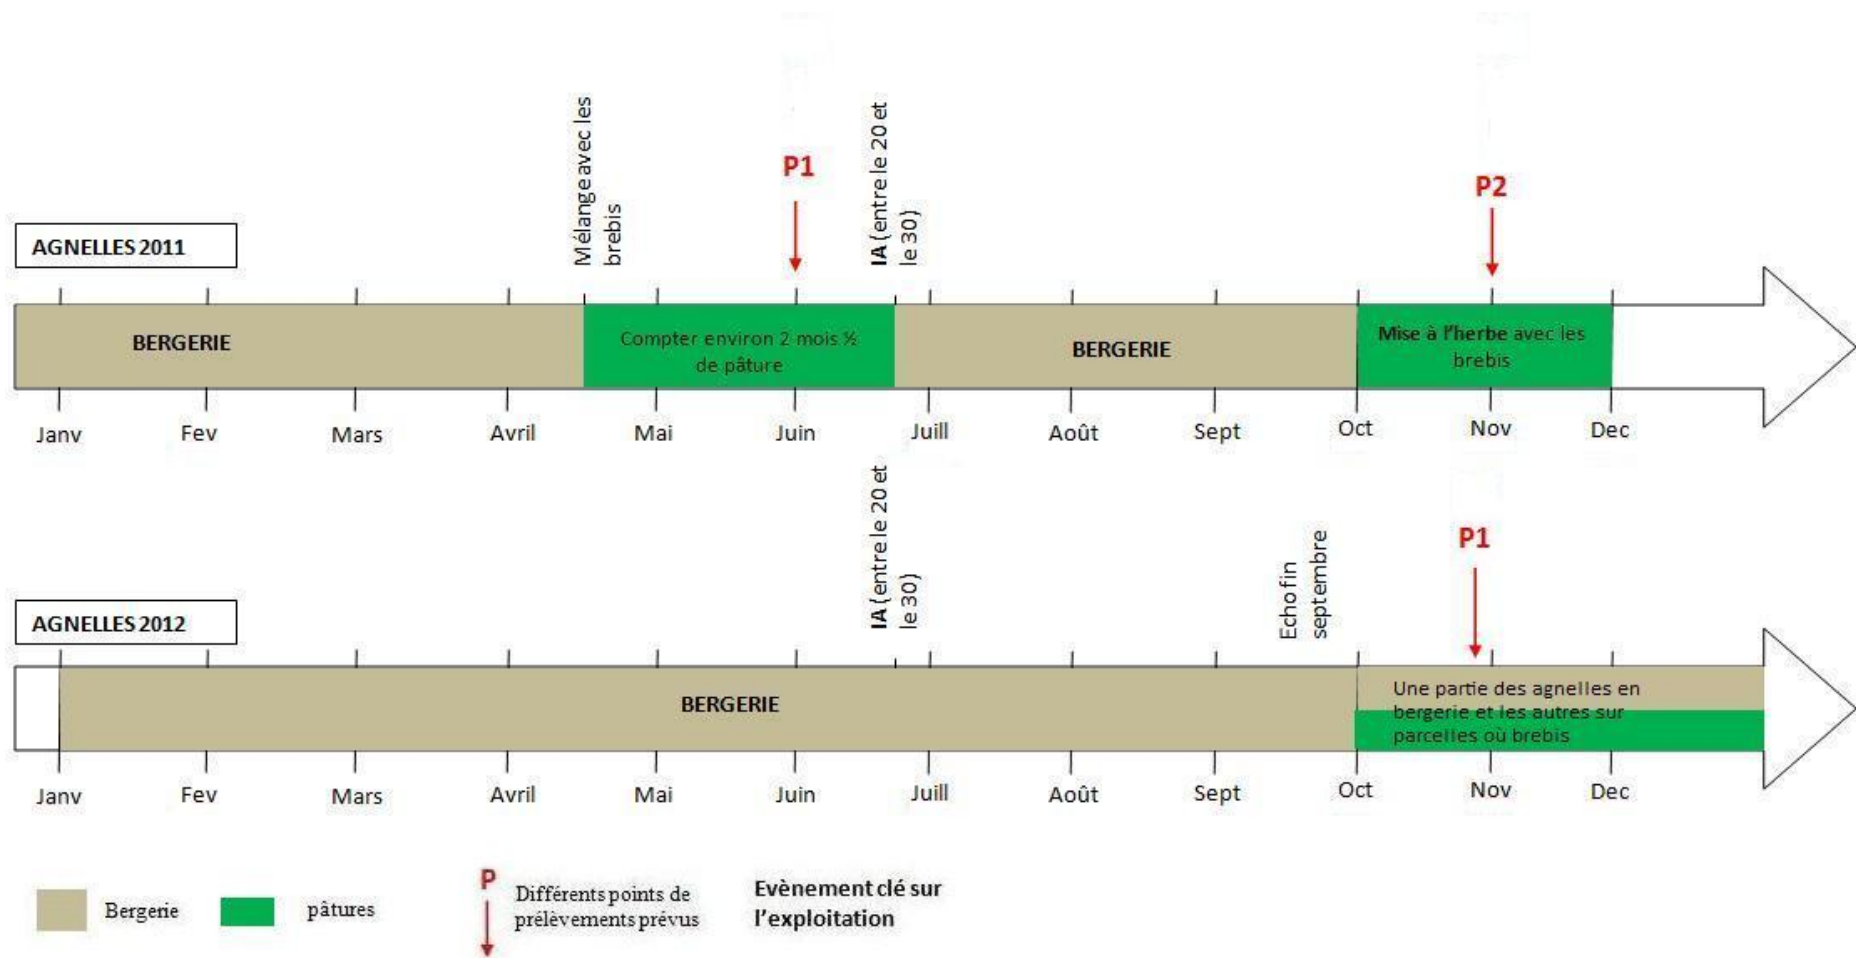 Mélange avec les
brebis
P1
IA (entre le 20 et
le 30)
P2
AGNELLES 2011
BERGERIE
Compter environ 2 mois ½
de pâture
BERGERIE
Mise à l'herbe avec les
brebis
Janv Fev Mars Avril Mai Juin Juill Août Sept Oct Nov Dec
IA (entre le 20 et
le 30)
Echo fin
septembre
P1
AGNELLES 2012
BERGERIE
Une partie des agnelles en
bergerie et les autres sur
parcelles où brebis
Janv Fev Mars Avril Mai Juin Juill Août Sept Oct Nov Dec
Bergerie
pâtures
P
Différents points de
prélèvements prévus
Evènement clé sur
l'exploitation